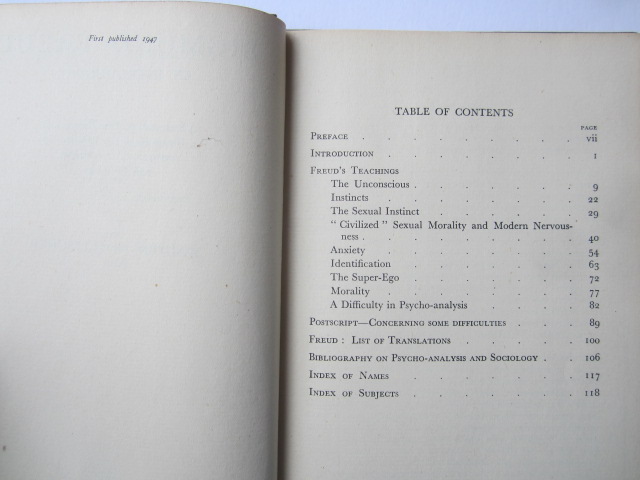 First published 1947
TABLE OF CONTENTS
PAGE
PREFACE . . . . . . . . . vii
INTRODUCTION . . . . . . . . 1
FREUD'S TEACHINGS
The Unconscious . . . . . . . 9
Instincts . . . . . . . . 22
The Sexual Instinct . . . . . . 29
" Civilized " Sexual Morality and Modern Nervous-
ness . . . . . . . . . 40
Anxiety . . . . . . . . 54
Identification . . . . . . . 63
The Super-Ego . . . . . . . 72
Morality . . . . . . . . 77
A Difficulty in Psycho-analysis . . . . 82
POSTSCRIPT—CONCERNING SOME DIFFICULTIES . . . 89
FREUD : LIST OF TRANSLATIONS . . . . . 100
BIBLIOGRAPHY ON PSYCHO-ANALYSIS AND SOCIOLOGY . . 106
INDEX OF NAMES . . . . . . . 117
INDEX OF SUBJECTS . . . . . . . 118